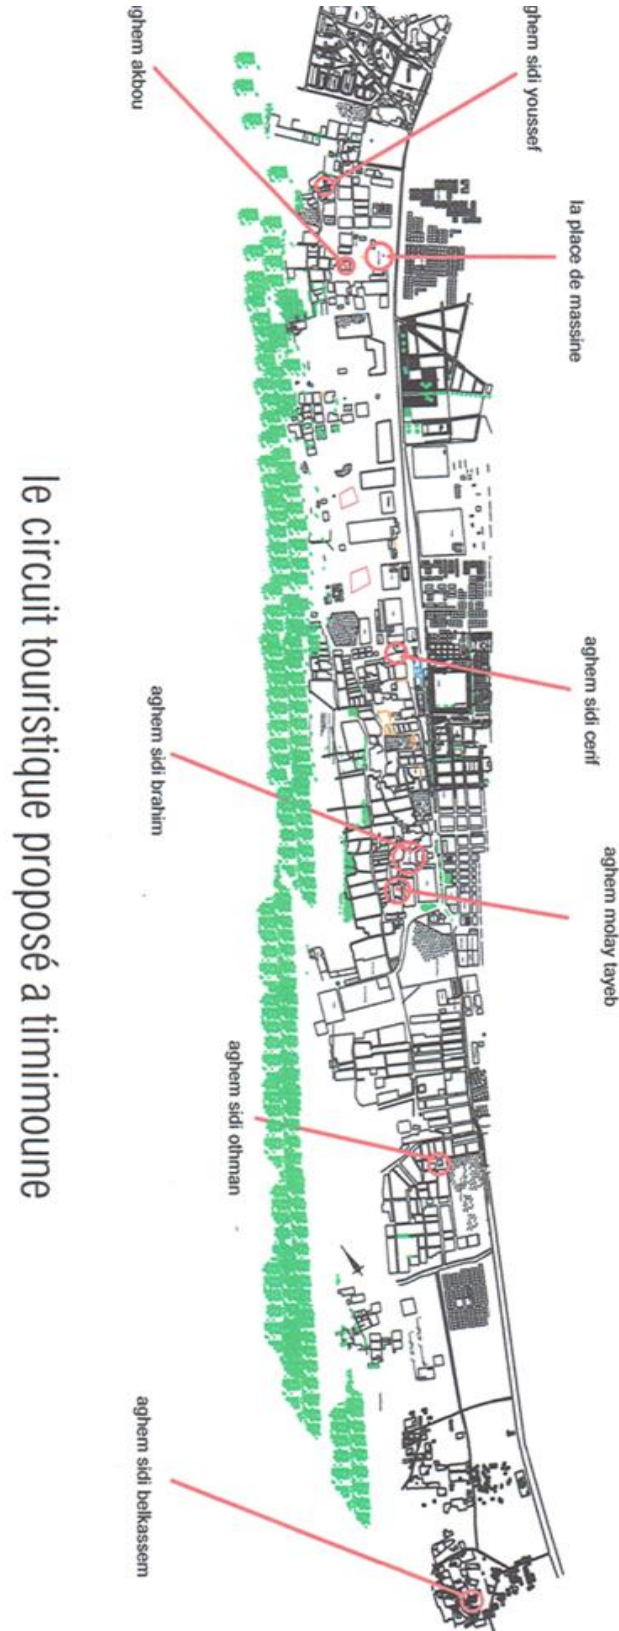 aghem sidi youssef
ghem akbou
la place de massine
aghem sidi cerif
aghem sidi brahim
aghem molay tayeb
aghem sidi othman
aghem sidi belkassem
le circuit touristique proposé a timimoune